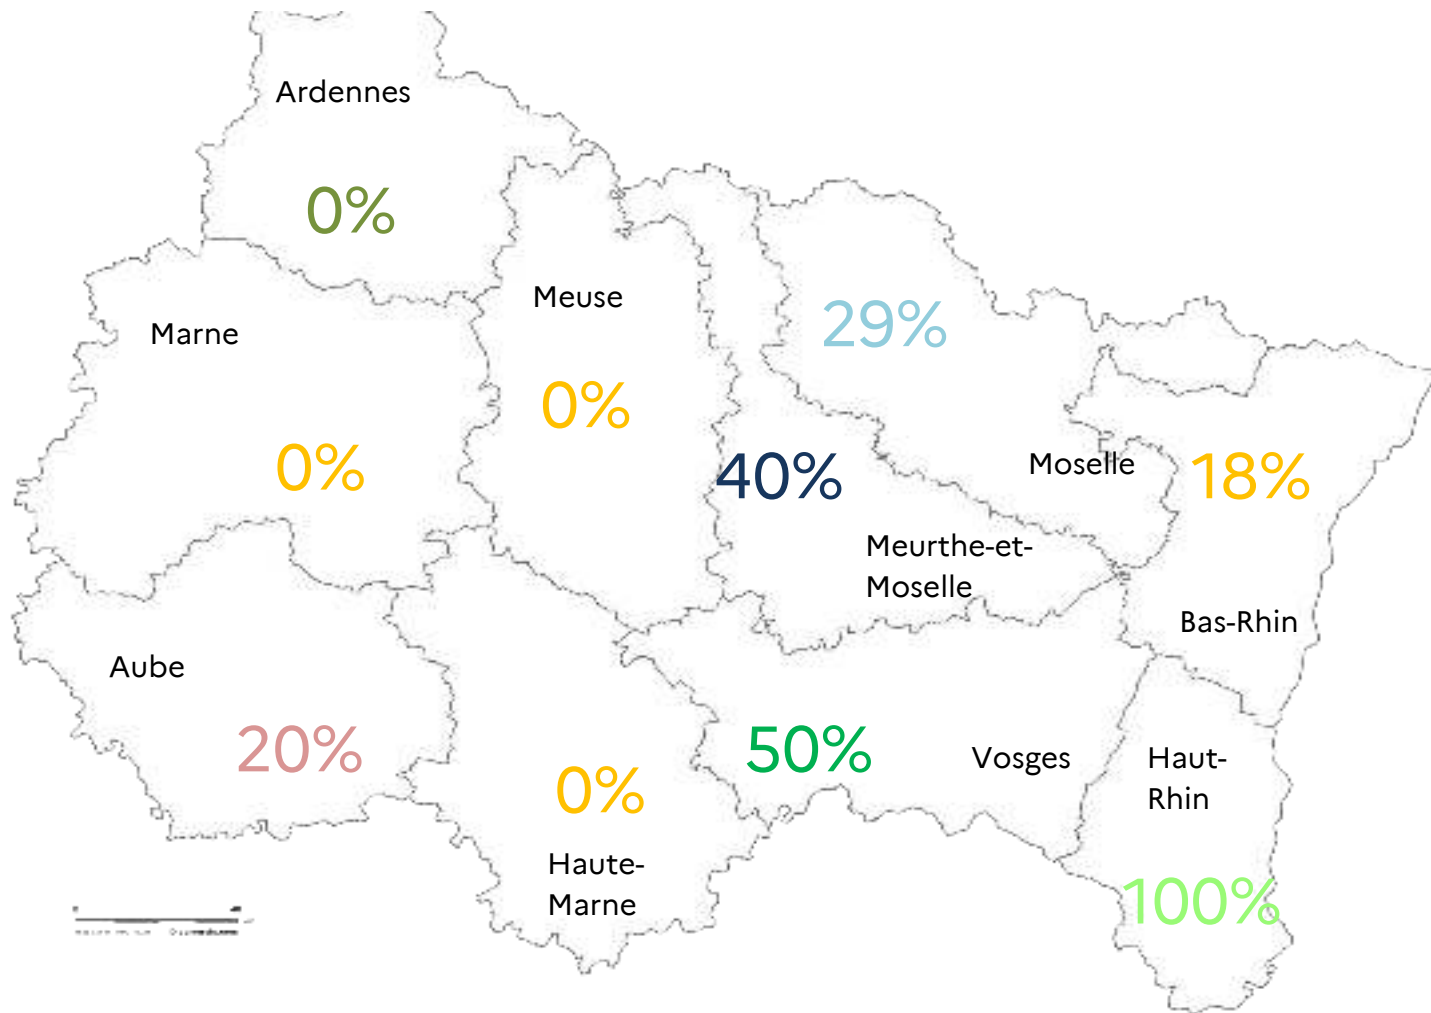 Ardennes
0%
Meuse
Marne
29%
0%
0%
40%
Moselle
18%
Meurthe-et-
Moselle
Bas-Rhin
Aube
20%
50%
Vosges
Haut-
Rhin
0%
Haute-
Marne
100%